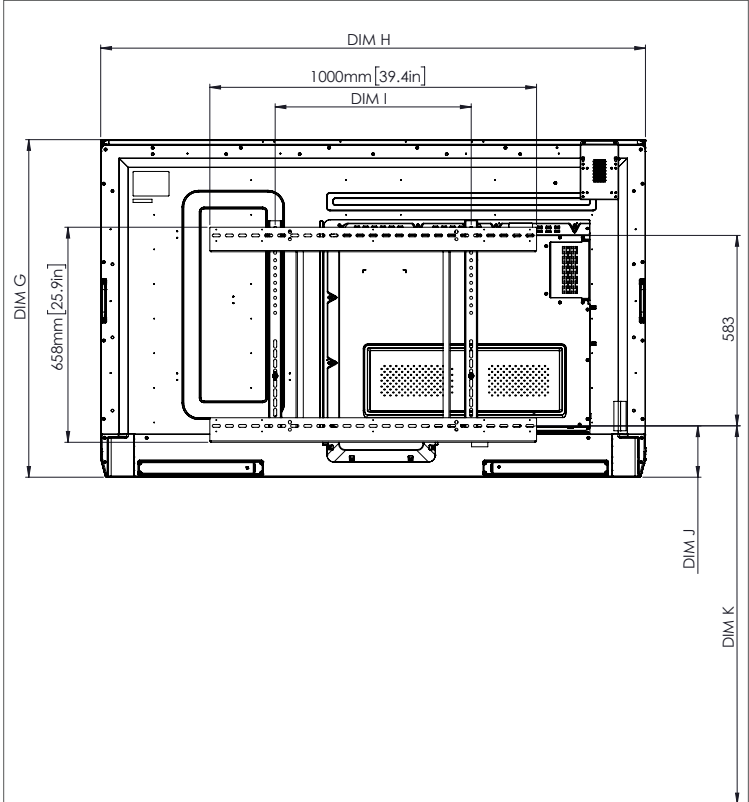 DIM H
1000mm[39.4in]
DIM I
DIM G
658mm[25.9in]
583
DIM J
DIM K